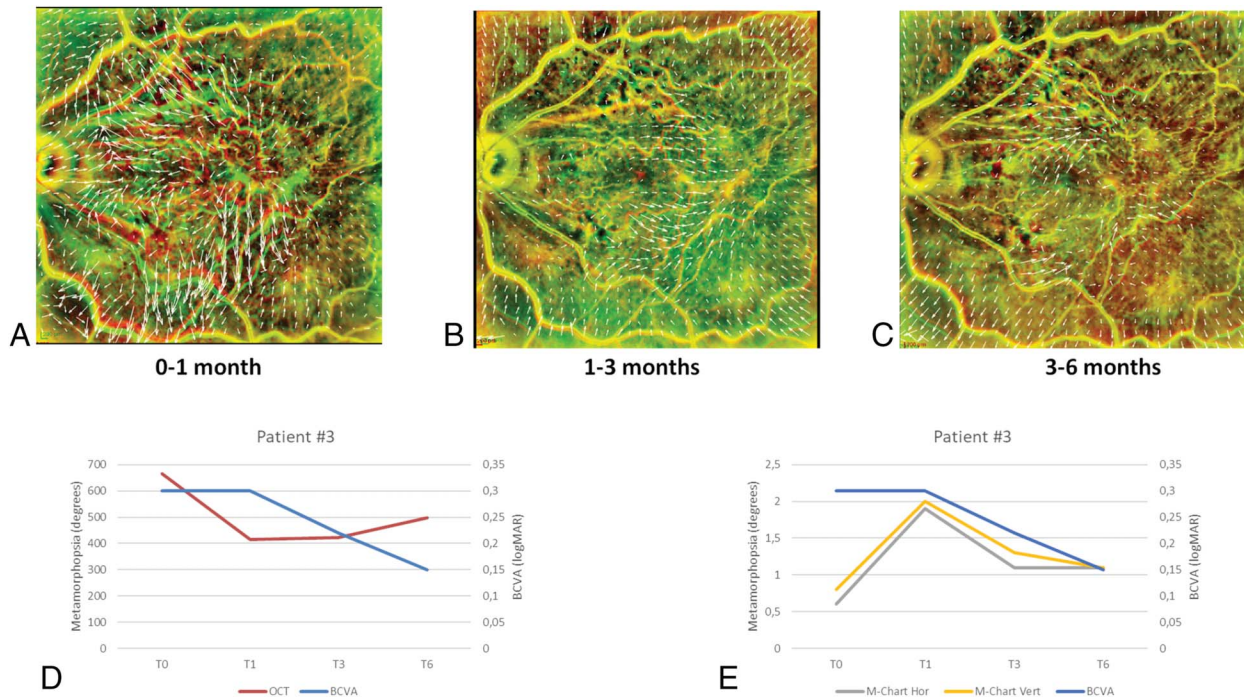 A
B
C
0-1 month
1-3 months
3-6 months
Patient #3
700
600
500
400
300
200
100
0
Metamorphopsia (degrees)
0,35
0,3
0,25
0,2
0,15
0,1
0,05
0
BCVA (logMAR)
T0 T1 T3 T6
OCT BCVA
D
Patient #3
2,5
2
1,5
1
0,5
0
Metamorphopsia (degrees)
0,35
0,3
0,25
0,2
0,15
0,1
0,05
0
BCVA (logMAR)
T0 T1 T3 T6
M-Chart Hor M-Chart Vert BCVA
E